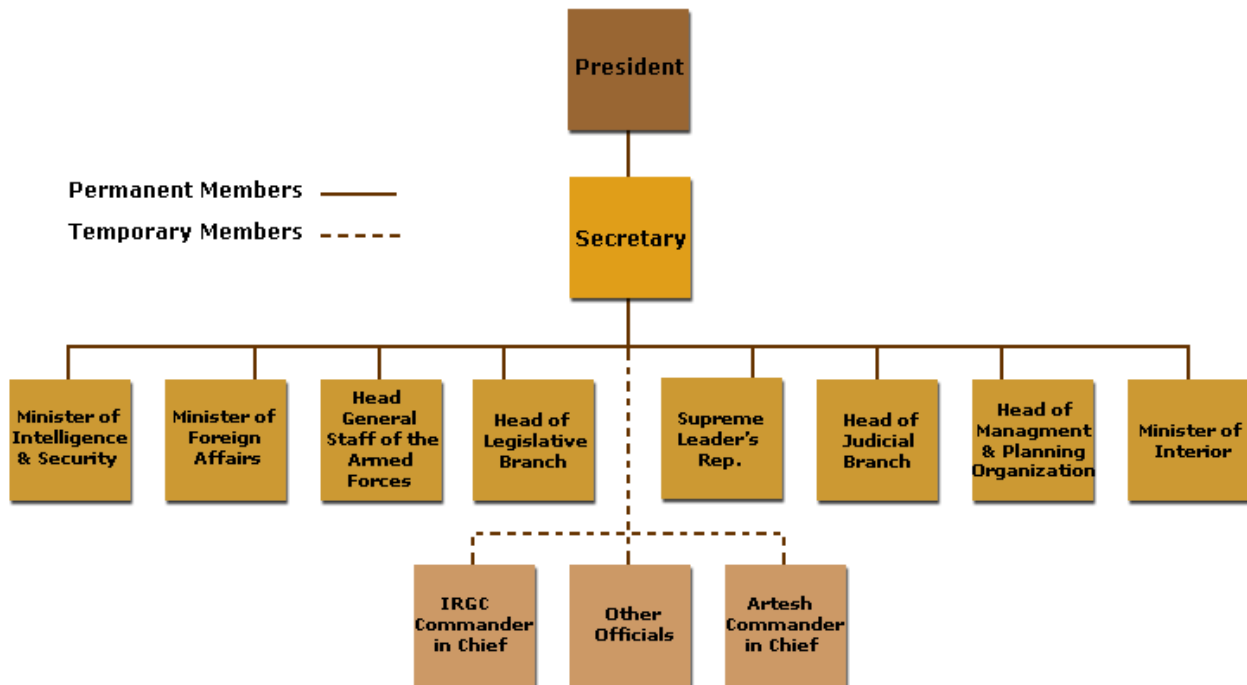 President
Permanent Members
Temporary Members
Secretary
Minister of
Intelligence
& Security
Minister of
Foreign
Affairs
Head
General
Staff of the
Armed
Forces
Head of
Legislative
Branch
Supreme
Leader's
Rep.
Head of
Judicial
Branch
Head of
Managment
& Planning
Organization
Minister of
Interior
IRGC
Commander
in Chief
Other
Officials
Artesh
Commander
in Chief